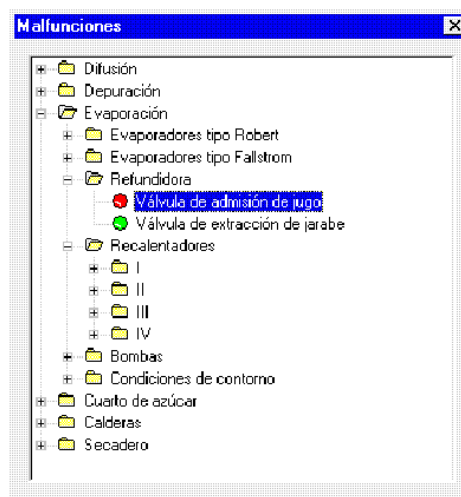 Malfunciones
Difusión
Depuración
Evaporación
Evaporadores tipo Robert
Evaporadores tipo Fallstrom
Refundidora
Válvula de admisión de jugo
Válvula de extracción de jarabe
Recalentadores
I
II
III
IV
Bombas
Condiciones de contorno
Cuarto de azúcar
Calderas
Secadero